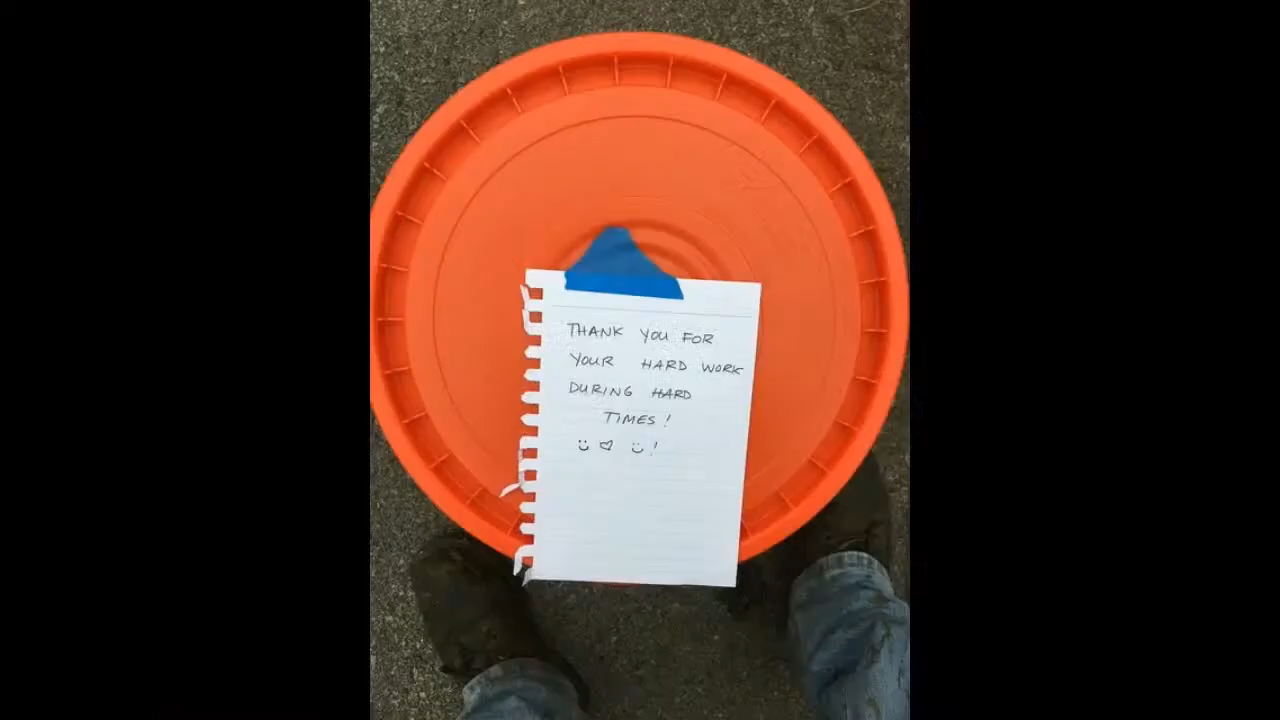 THANK YOU FOR
YOUR HARD WORK
DURING HARD
TIMES!
ü ♡ ü!